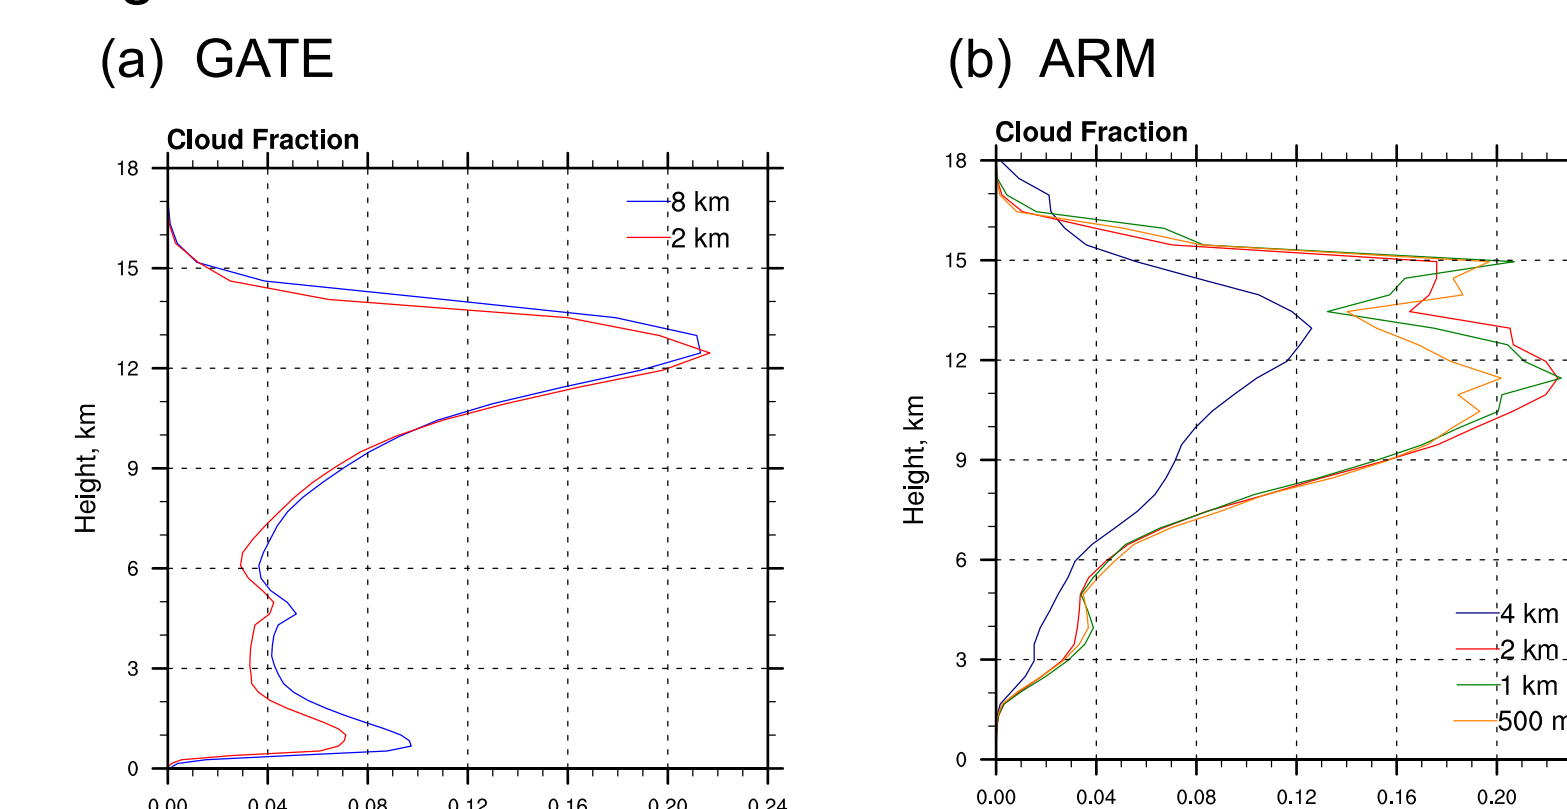 (a) GATE
Cloud Fraction
18
15
12
9
6
3
0
Height, km
8 km
2 km
0.00 0.04 0.08 0.12 0.16 0.20 0.24
(b) ARM
Cloud Fraction
18
15
12
9
6
3
0
Height, km
4 km
2 km
1 km
500 m
0.00 0.04 0.08 0.12 0.16 0.20